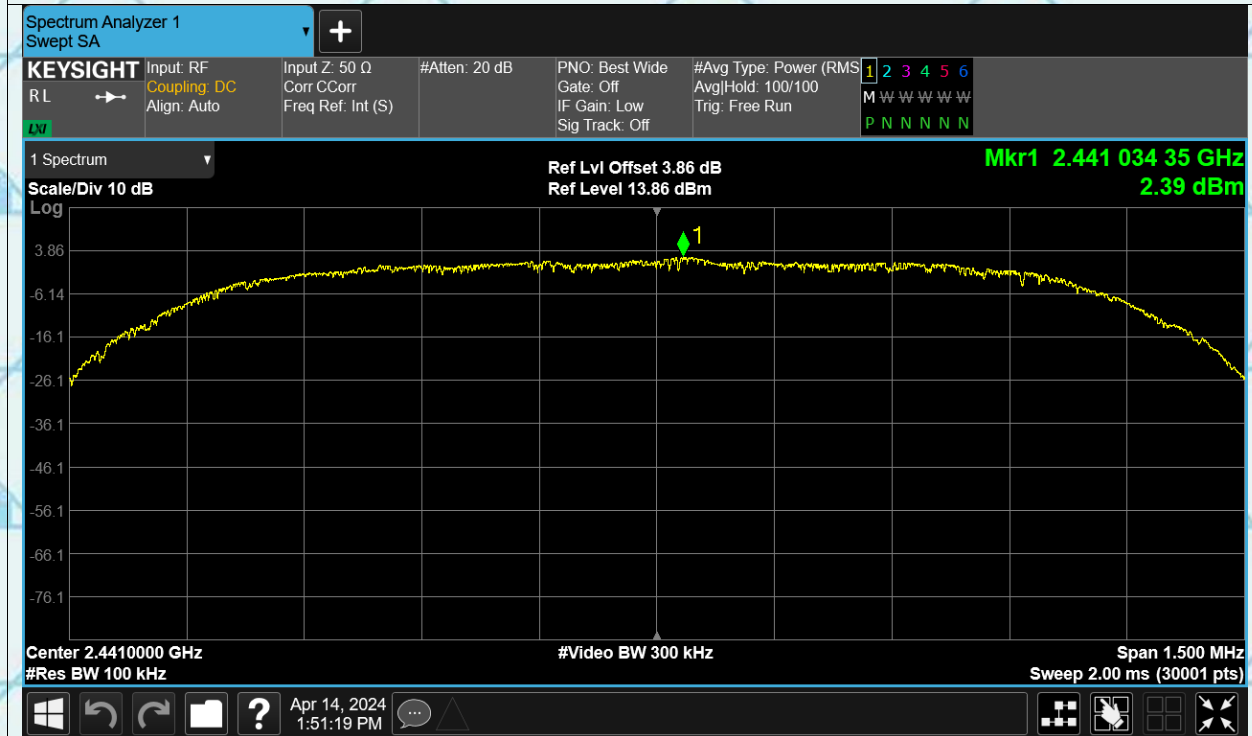 Spectrum Analyzer 1
Swept SA
▼
+
KEYSIGHT
R L
LXI
Input: RF
Coupling: DC
Align: Auto
Input Z: 50 Ω
Corr CCorr
Freq Ref: Int (S)
#Atten: 20 dB
PNO: Best Wide
Gate: Off
IF Gain: Low
Sig Track: Off
#Avg Type: Power (RMS
Avg|Hold: 100/100
Trig: Free Run
1 2 3 4 5 6
M W W W W W
P N N N N N
1 Spectrum ▼
Scale/Div 10 dB
Log
Ref Lvl Offset 3.86 dB
Ref Level 13.86 dBm
Mkr1 2.441 034 35 GHz
2.39 dBm
1
3.86
-6.14
-16.1
-26.1
-36.1
-46.1
-56.1
-66.1
-76.1
Center 2.4410000 GHz
#Res BW 100 kHz
#Video BW 300 kHz
Span 1.500 MHz
Sweep 2.00 ms (30001 pts)
?
Apr 14, 2024
1:51:19 PM
...